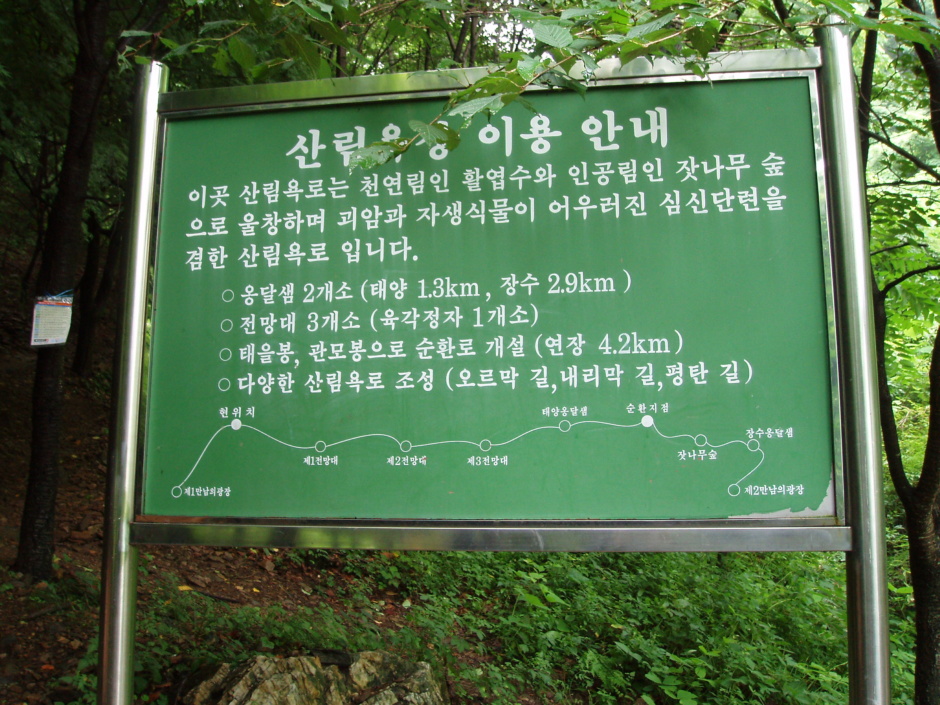 산림욕장 이용 안내
이곳 산림욕로는 천연림인 활엽수와 인공림인 잣나무 숲
으로 울창하며 괴암과 자생식물이 어우러진 심신단련을
겸한 산림욕로 입니다.
○ 옹달샘 2개소 (태양 1.3km , 장수 2.9km )
○ 전망대 3개소 (육각정자 1개소)
○ 태을봉, 관모봉으로 순환로 개설 (연장 4.2km)
○ 다양한 산림욕로 조성 (오르막 길,내리막 길,평탄 길)
현위치
태양옹달샘
순환지점
장수옹달샘
제1전망대
제2전망대
제3전망대
잣나무숲
제1만남의광장
제2만남의광장